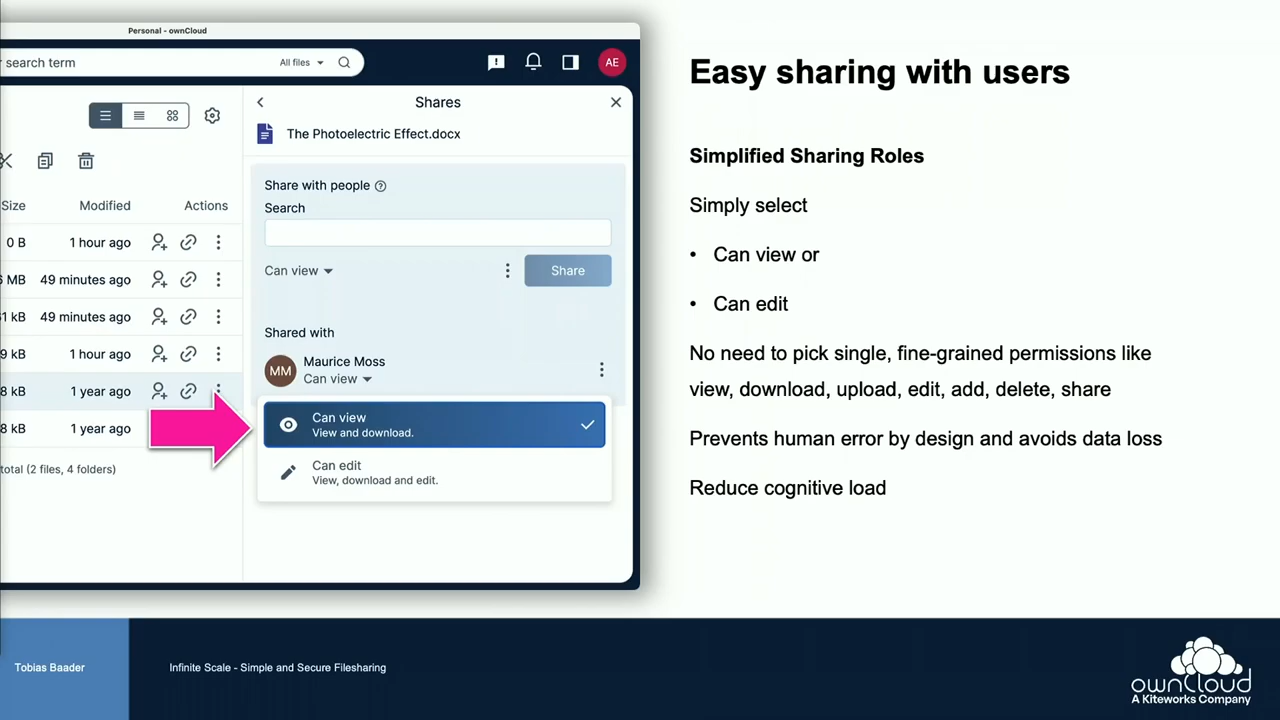 Personal - ownCloud
r search term
All files
AE
Shares
The Photoelectric Effect.docx
Share with people
Search
Can view
Share
Size Modified Actions
0 B 1 hour ago
MB 49 minutes ago
kB 49 minutes ago
9 kB 1 hour ago
8 kB 1 year ago
8 kB 1 year ago
total (2 files, 4 folders)
Shared with
MM
Maurice Moss
Can view
Can view
View and download.
Can edit
View, download and edit.
Easy sharing with users
Simplified Sharing Roles
Simply select
• Can view or
• Can edit
No need to pick single, fine-grained permissions like
view, download, upload, edit, add, delete, share
Prevents human error by design and avoids data loss
Reduce cognitive load
Tobias Baader
Infinite Scale - Simple and Secure Filesharing
ownCloud
A Kiteworks Company